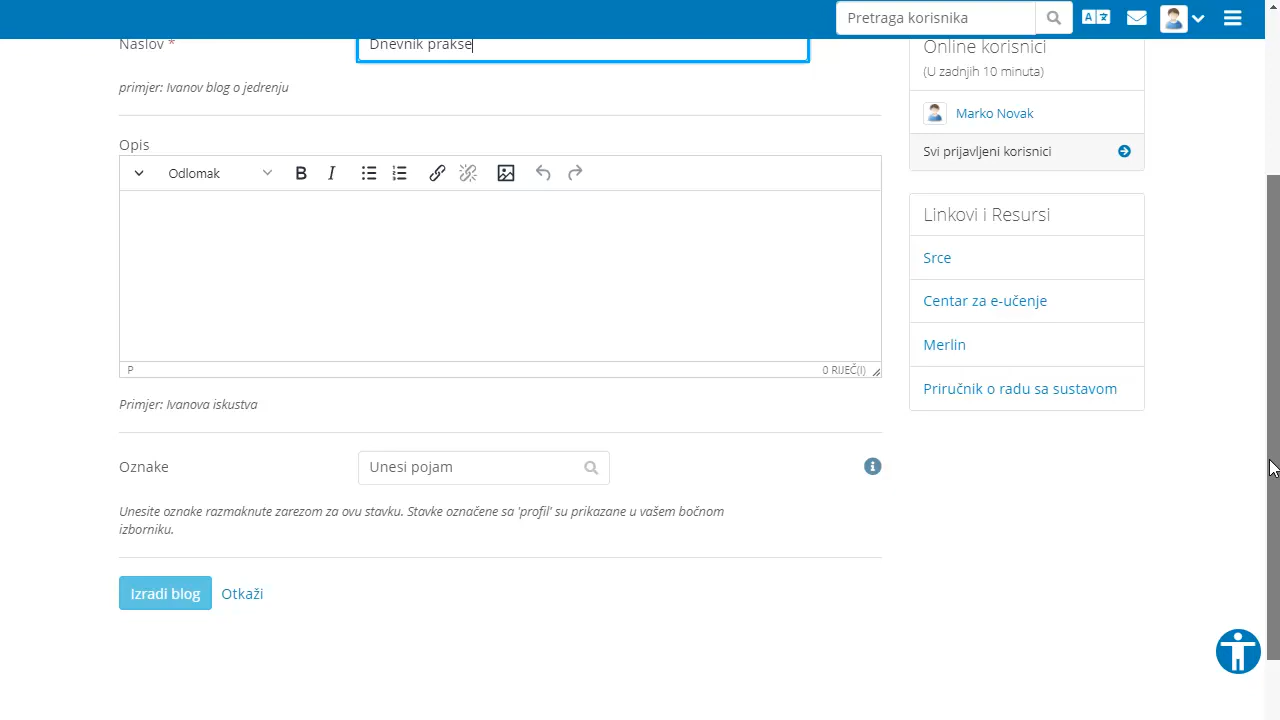 Pretraga korisnika
Naslov *
Dnevnik prakse
primjer: Ivanov blog o jedrenju
Opis
Odlomak
B I
P
0 RIJEČ(I)
Primjer: Ivanova iskustva
Oznake
Unesi pojam
Unesite oznake razmaknute zarezom za ovu stavku. Stavke označene sa 'profil' su prikazane u vašem bočnom
izborniku.
Izradi blog
Otkaži
Online korisnici
(U zadnjih 10 minuta)
Marko Novak
Svi prijavljeni korisnici
Linkovi i Resursi
Srce
Centar za e-učenje
Merlin
Priručnik o radu sa sustavom